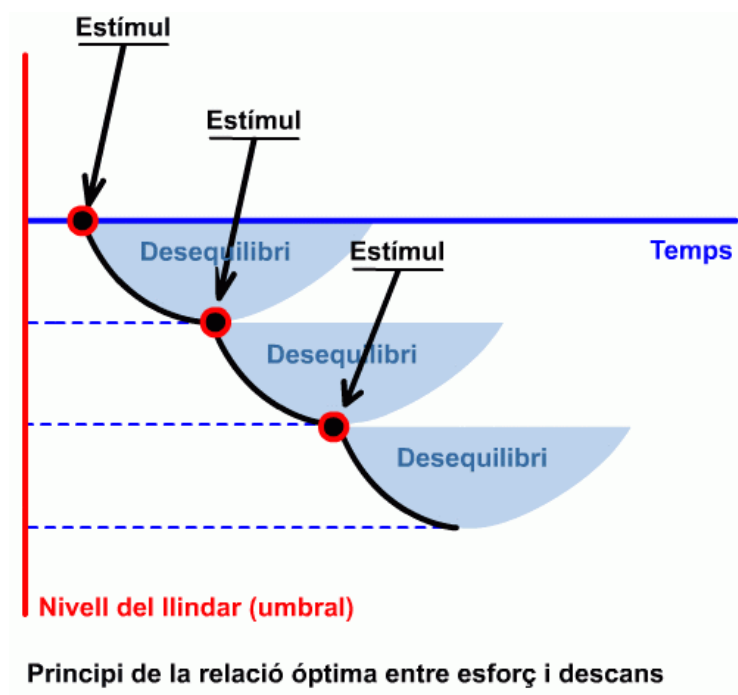 Estímul
Estímul
Desequilibri
Estímul
Temps
Desequilibri
Desequilibri
Nivell del llindar (umbral)
Principi de la relació óptima entre esforç i descans